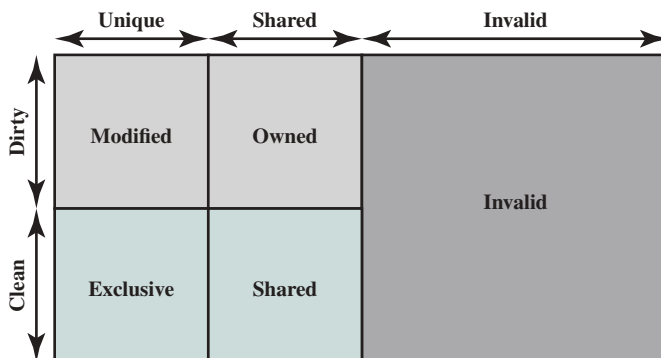 Unique Shared Invalid
Dirty
Modified Owned
Invalid
Clean
Exclusive Shared